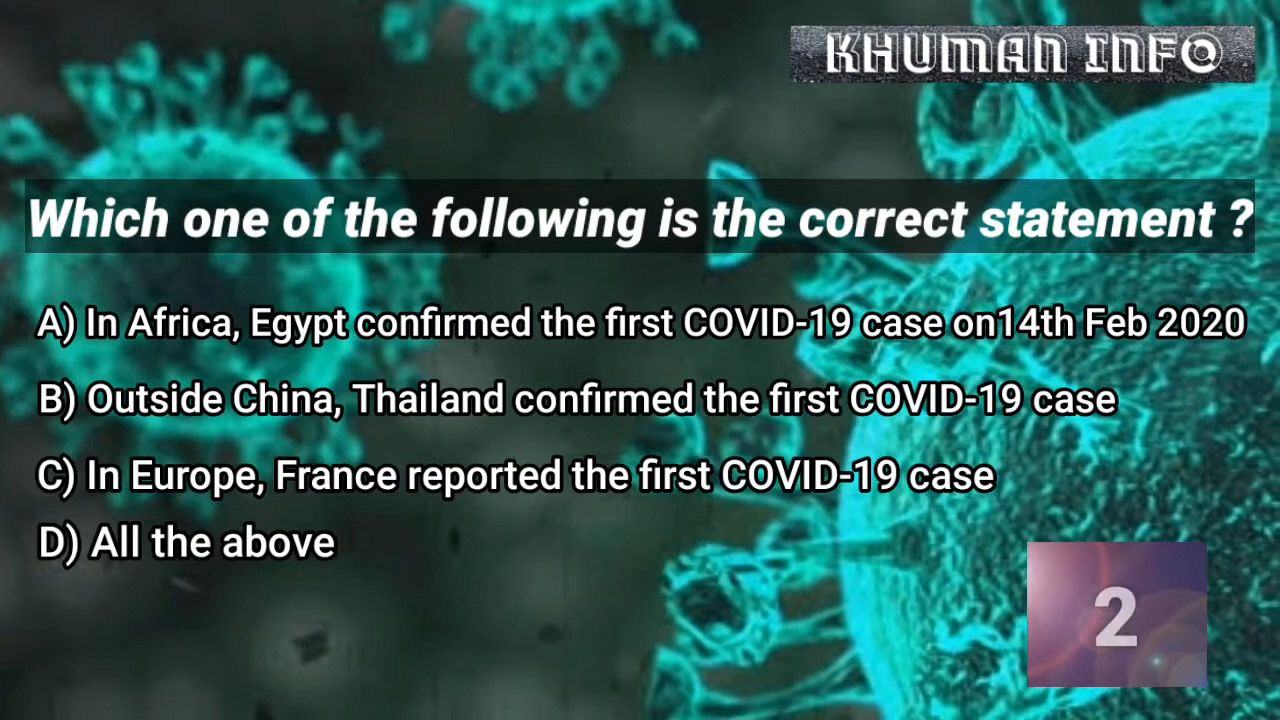 KHUMAN INFO
Which one of the following is the correct statement ?
A) In Africa, Egypt confirmed the first COVID-19 case on14th Feb 2020
B) Outside China, Thailand confirmed the first COVID-19 case
C) In Europe, France reported the first COVID-19 case
D) All the above
2